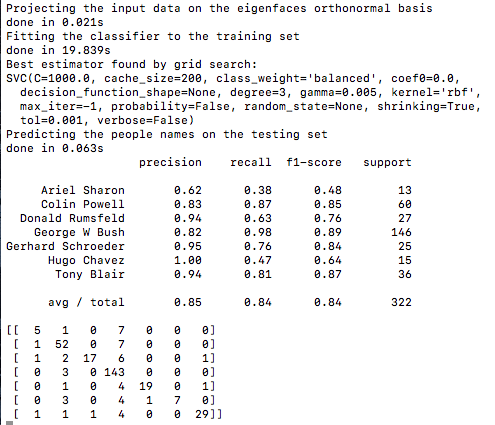 Projecting the input data on the eigenfaces orthonormal basis
done in 0.021s
Fitting the classifier to the training set
done in 19.839s
Best estimator found by grid search:
SVC(C=1000.0, cache_size=200, class_weight='balanced', coef0=0.0,
  decision_function_shape=None, degree=3, gamma=0.005, kernel='rbf',
  max_iter=-1, probability=False, random_state=None, shrinking=True,
  tol=0.001, verbose=False)
Predicting the people names on the testing set
done in 0.063s
                   precision    recall  f1-score   support

     Ariel Sharon       0.62      0.38      0.48        13
     Colin Powell       0.83      0.87      0.85        60
  Donald Rumsfeld       0.94      0.63      0.76        27
    George W Bush       0.82      0.98      0.89       146
Gerhard Schroeder       0.95      0.76      0.84        25
      Hugo Chavez       1.00      0.47      0.64        15
       Tony Blair       0.94      0.81      0.87        36

      avg / total       0.85      0.84      0.84       322

[[  5   1   0   7   0   0   0]
 [  1  52   0   7   0   0   0]
 [  1   2  17   6   0   0   1]
 [  0   3   0 143   0   0   0]
 [  0   1   0   4  19   0   1]
 [  0   3   0   4   1   7   0]
 [  1   1   1   4   0   0  29]]